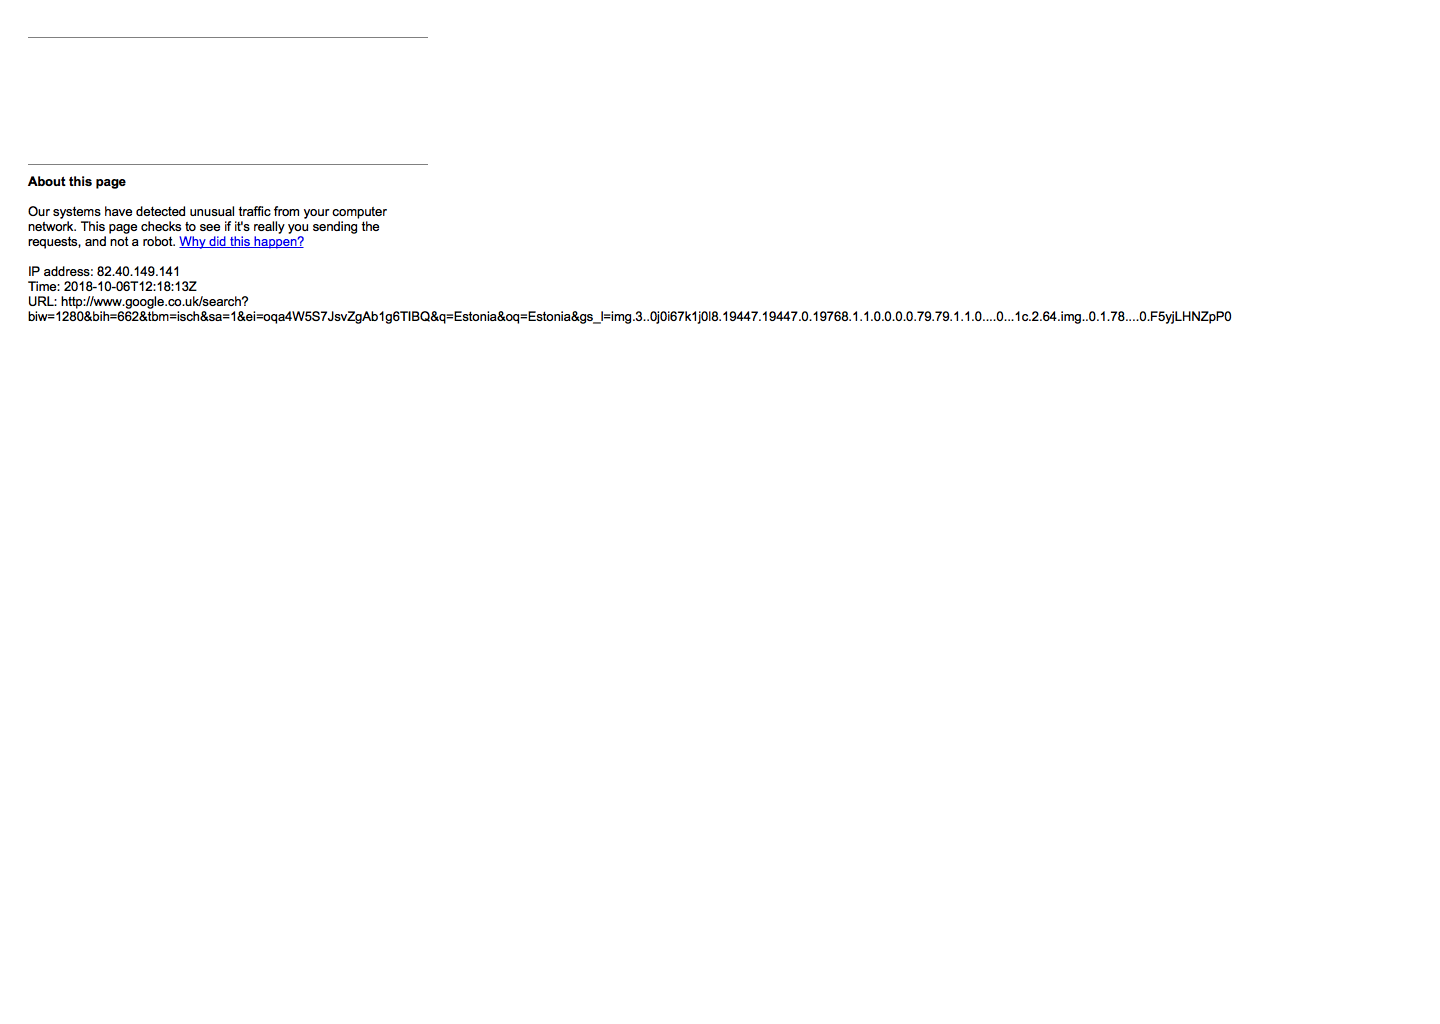 About this page
Our systems have detected unusual traffic from your computer
network. This page checks to see if it's really you sending the
requests, and not a robot. Why did this happen?
IP address: 82.40.149.141
Time: 2018-10-06T12:18:13Z
URL: http://www.google.co.uk/search?
biw=1280&bih=662&tbm=isch&sa=1&ei=oqa4W5S7JsvZgAb1g6TIBQ&q=Estonia&oq=Estonia&gs_l=img.3..0j0i67k1j0l8.19447.19447.0.19768.1.1.0.0.0.0.79.79.1.1.0....0...1c.2.64.img..0.1.78....0.F5yjLHNZpP0